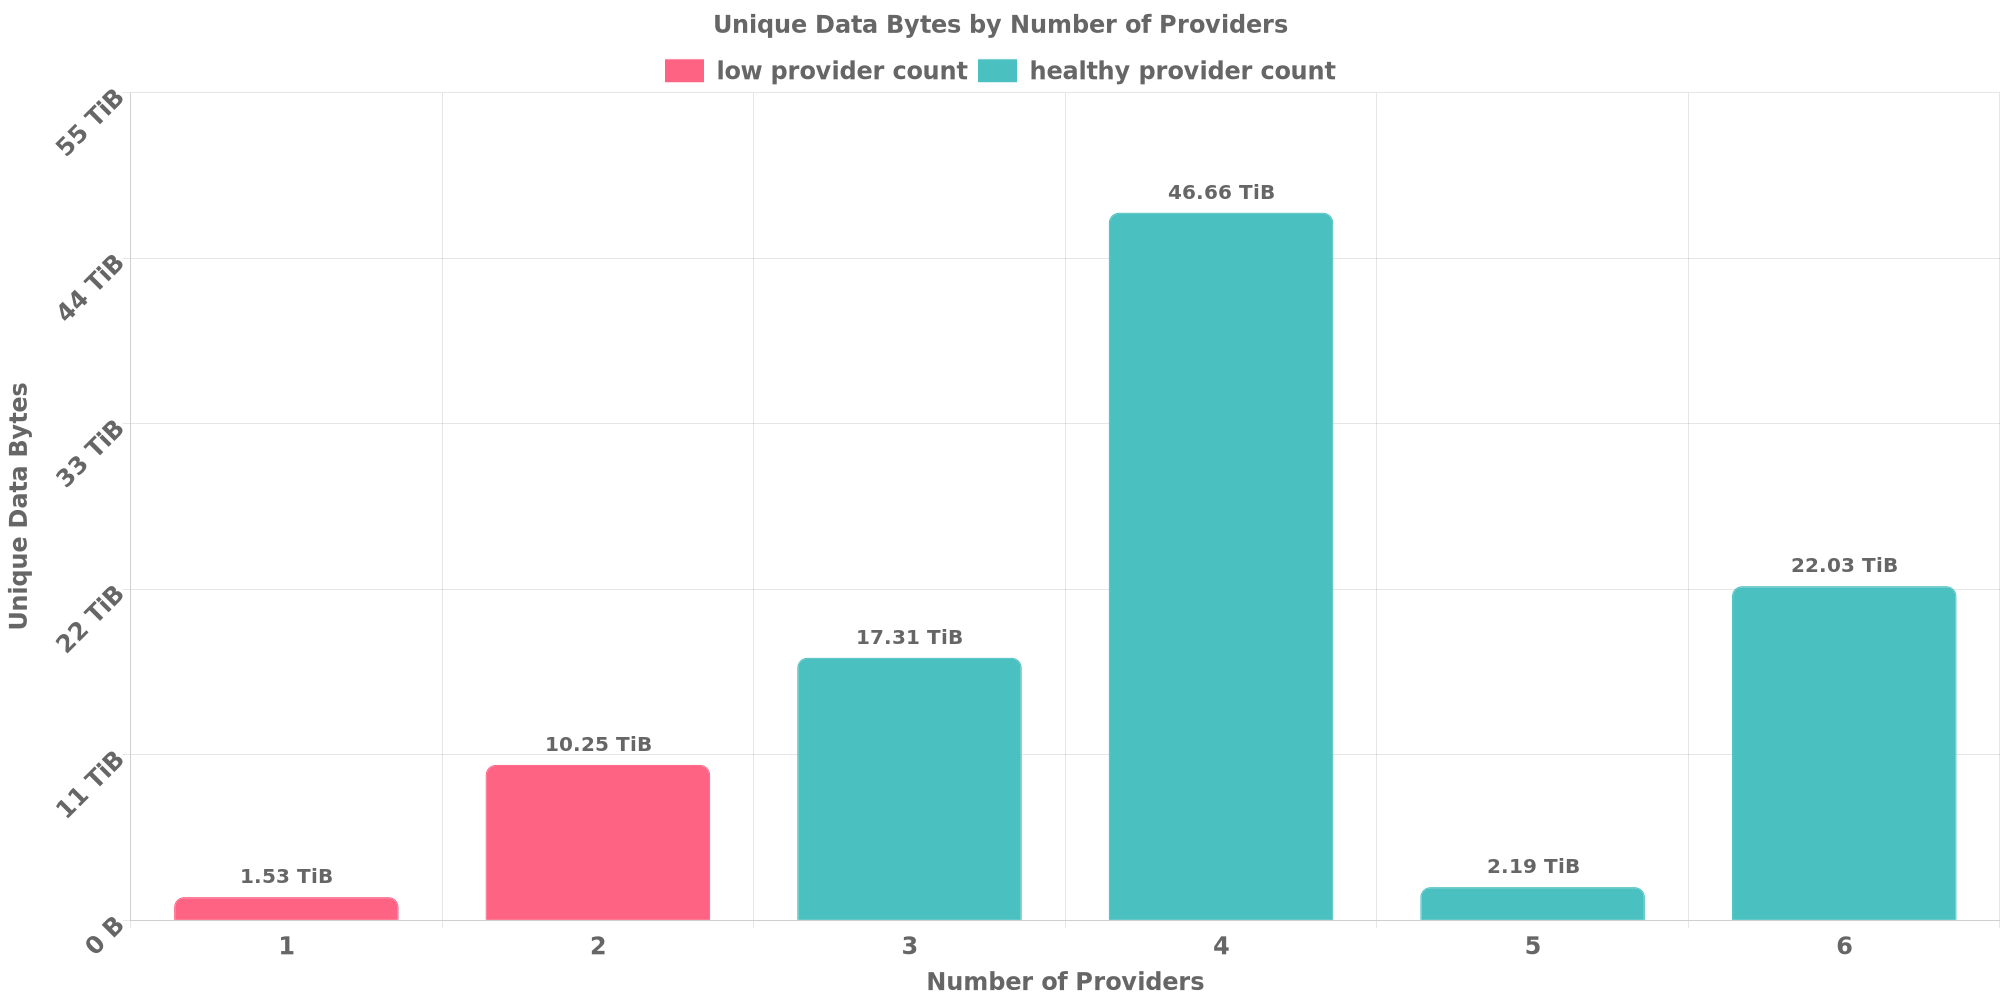 Unique Data Bytes by Number of Providers
low provider count healthy provider count
55 TiB
44 TiB
33 TiB
22 TiB
11 TiB
0 B
Unique Data Bytes
1.53 TiB
10.25 TiB
17.31 TiB
46.66 TiB
2.19 TiB
22.03 TiB
1 2 3 4 5 6
Number of Providers